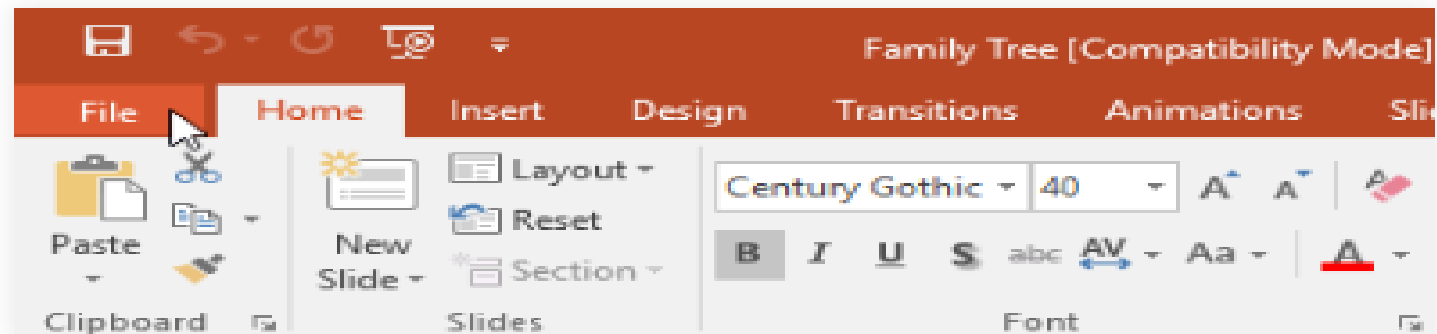 Family Tree [Compatibility Mode]
File Home Insert Design Transitions Animations Sli
Layout
Century Gothic 40 A A A
Reset
Paste New B I U S abc AV Aa A
Slide Section
Clipboard Slides Font